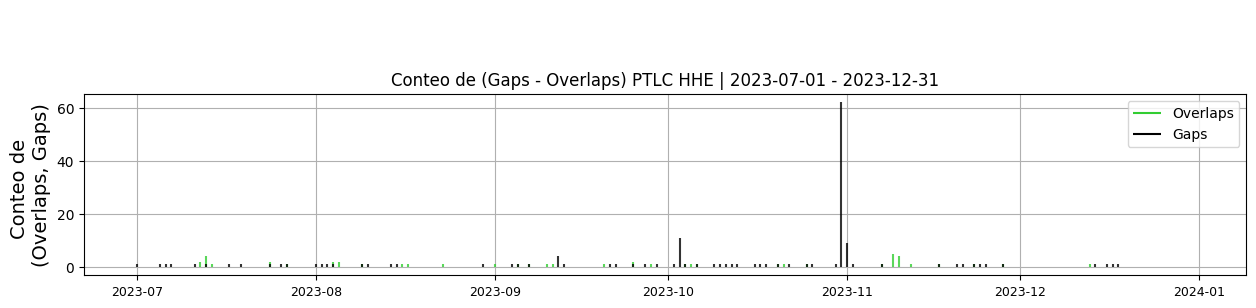 Conteo de (Gaps - Overlaps) PTLC HHE | 2023-07-01 - 2023-12-31
Conteo de
(Overlaps, Gaps)
60
40
20
0
Overlaps
Gaps
2023-07
2023-08
2023-09
2023-10
2023-11
2023-12
2024-01